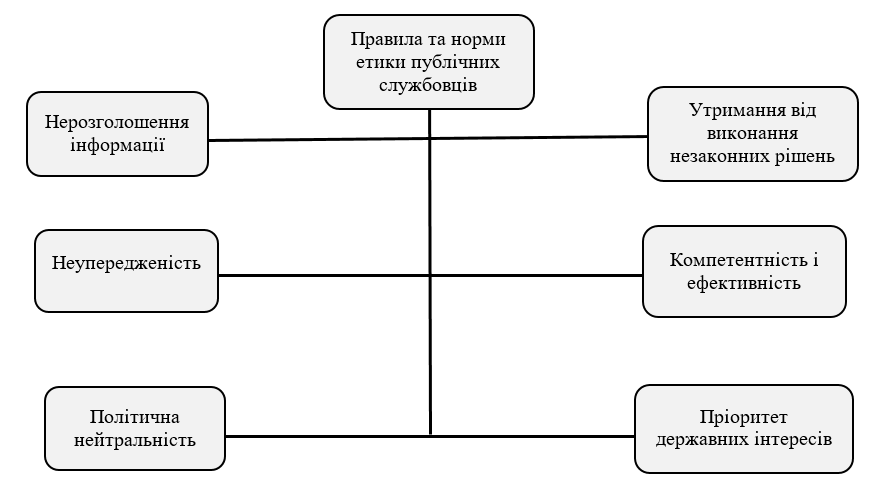 Правила та норми
етики публічних
службовців
Нерозголошення
інформації
Утримання від
виконання
незаконних рішень
Неупередженість
Компетентність і
ефективність
Політична
нейтральність
Пріоритет
державних інтересів